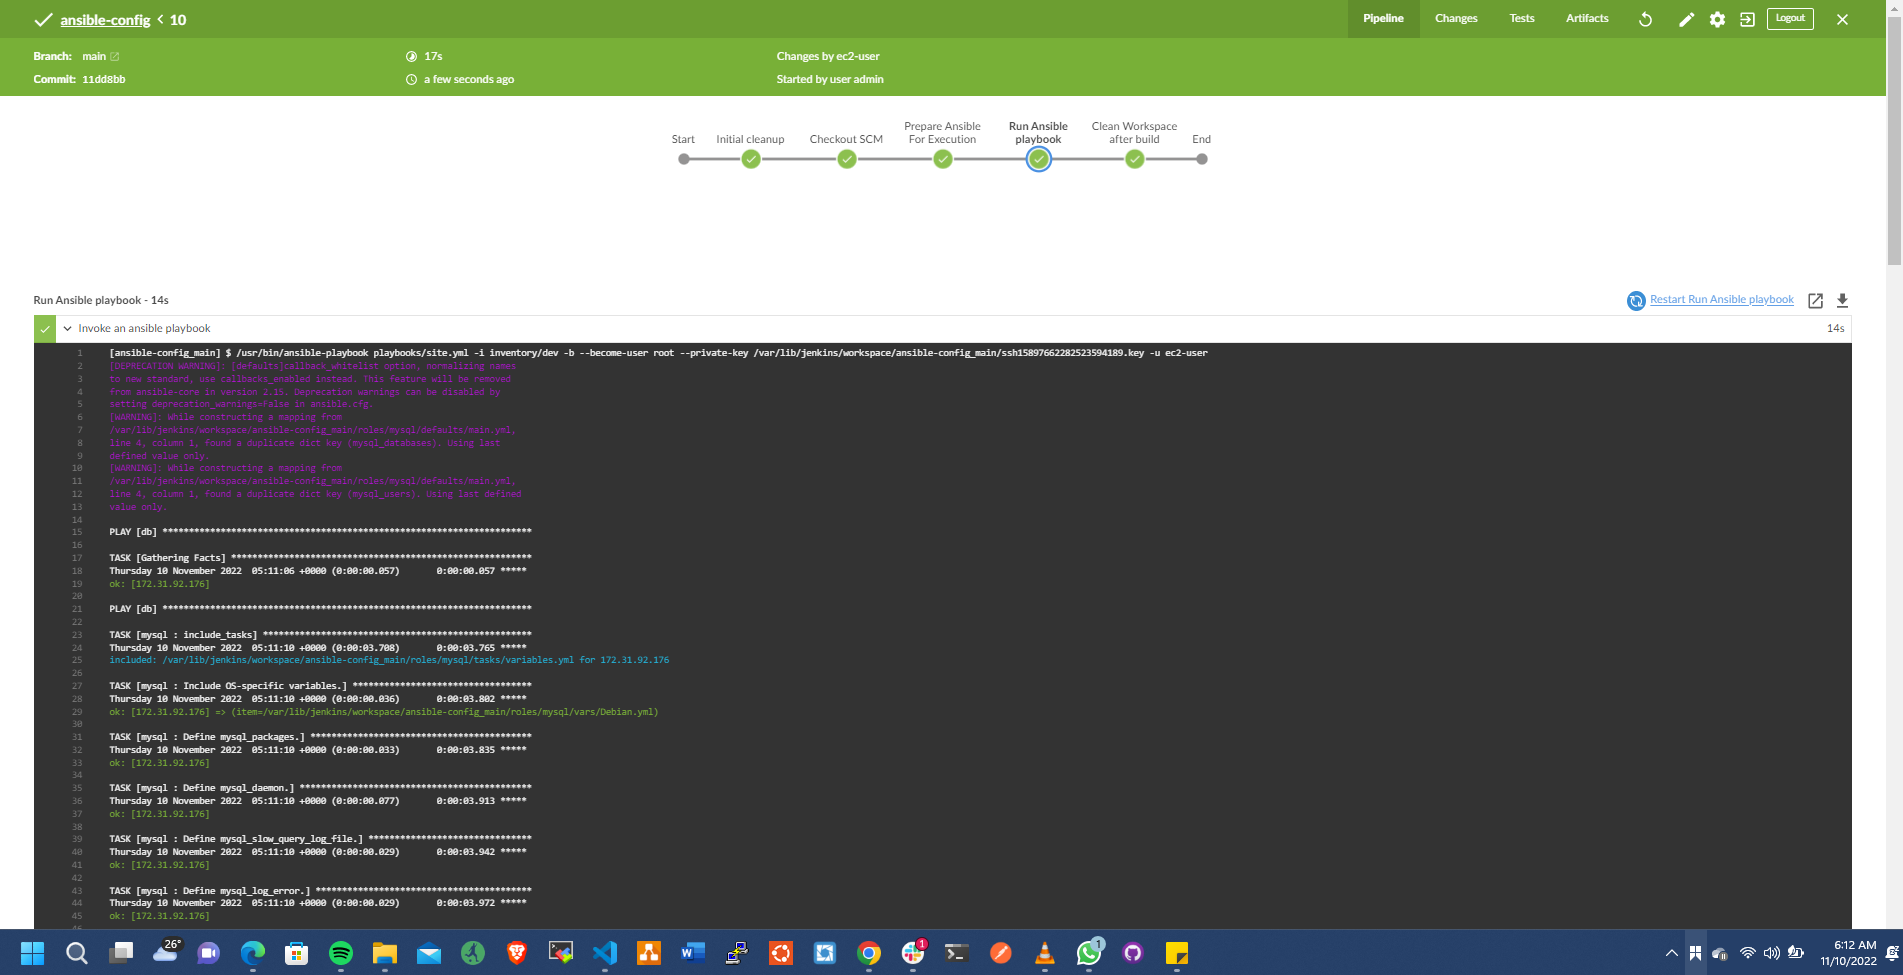 ansible-config < 10
Pipeline Changes Tests Artifacts Logout
Branch: main 17s Changes by ec2-user
Commit: 11dd8bb a few seconds ago Started by user admin
Start Initial cleanup Checkout SCM Prepare Ansible For Execution Run Ansible playbook Clean Workspace after build End
Run Ansible playbook - 14s Restart Run Ansible playbook
Invoke an ansible playbook 14s
1 [ansible-config_main] $ /usr/bin/ansible-playbook playbooks/site.yml -i inventory/dev -b --become-user root --private-key /var/lib/jenkins/workspace/ansible-config_main/ssh15897662282523594189.key -u ec2-user
2 [DEPRECATION WARNING]: [defaults]callback_whitelist option, normalizing names
3 to new standard, use callbacks_enabled instead. This feature will be removed
4 from ansible-core in version 2.15. Deprecation warnings can be disabled by
5 setting deprecation_warnings=False in ansible.cfg.
6 [WARNING]: While constructing a mapping from
7 /var/lib/jenkins/workspace/ansible-config_main/roles/mysql/defaults/main.yml,
8 line 4, column 1, found a duplicate dict key (mysql_databases). Using last
9 defined value only.
10 [WARNING]: While constructing a mapping from
11 /var/lib/jenkins/workspace/ansible-config_main/roles/mysql/defaults/main.yml,
12 line 4, column 1, found a duplicate dict key (mysql_users). Using last defined
13 value only.
14
15 PLAY [db] **********************************************************************
16
17 TASK [Gathering Facts] *********************************************************
18 Thursday 10 November 2022  05:11:06 +0000 (0:00:00.057)       0:00:00.057 *****
19 ok: [172.31.92.176]
20
21 PLAY [db] **********************************************************************
22
23 TASK [mysql : include_tasks] ***************************************************
24 Thursday 10 November 2022  05:11:10 +0000 (0:00:03.708)       0:00:03.765 *****
25 included: /var/lib/jenkins/workspace/ansible-config_main/roles/mysql/tasks/variables.yml for 172.31.92.176
26
27 TASK [mysql : Include OS-specific variables.] **********************************
28 Thursday 10 November 2022  05:11:10 +0000 (0:00:00.036)       0:00:03.802 *****
29 ok: [172.31.92.176] => (item=/var/lib/jenkins/workspace/ansible-config_main/roles/mysql/vars/Debian.yml)
30
31 TASK [mysql : Define mysql_packages.] ******************************************
32 Thursday 10 November 2022  05:11:10 +0000 (0:00:00.033)       0:00:03.835 *****
33 ok: [172.31.92.176]
34
35 TASK [mysql : Define mysql_daemon.] ********************************************
36 Thursday 10 November 2022  05:11:10 +0000 (0:00:00.077)       0:00:03.913 *****
37 ok: [172.31.92.176]
38
39 TASK [mysql : Define mysql_slow_query_log_file.] *******************************
40 Thursday 10 November 2022  05:11:10 +0000 (0:00:00.029)       0:00:03.942 *****
41 ok: [172.31.92.176]
42
43 TASK [mysql : Define mysql_log_error.] *****************************************
44 Thursday 10 November 2022  05:11:10 +0000 (0:00:00.029)       0:00:03.972 *****
45 ok: [172.31.92.176]
26° 1 1 6:12 AM
11/10/2022